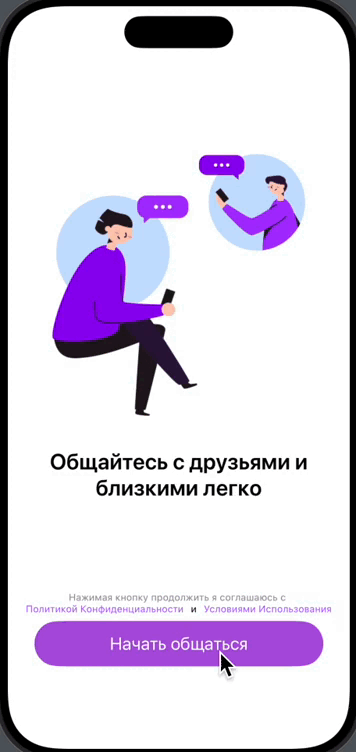 Общайтесь с друзьями и
близкими легко
Нажимая кнопку продолжить я соглашаюсь с
Политикой Конфиденциальности и Условиями Использования
Начать общаться